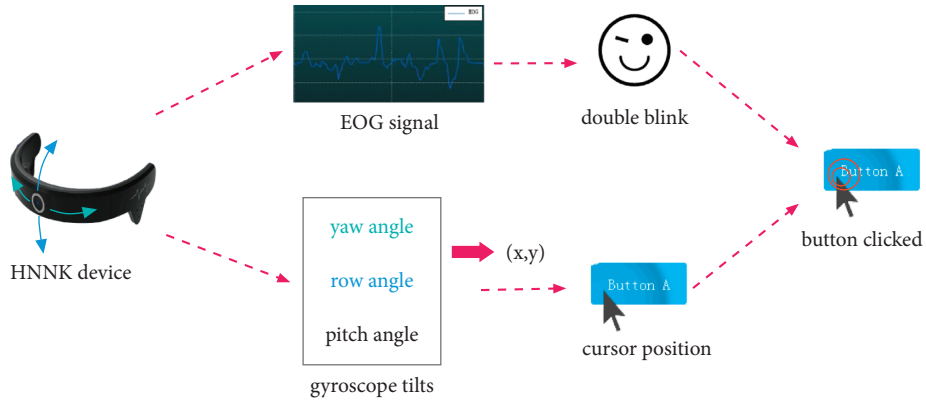 EOG
EOG signal
double blink
Button A
button clicked
HNNK device
yaw angle
row angle
pitch angle
(x,y)
gyroscope tilts
Button A
cursor position